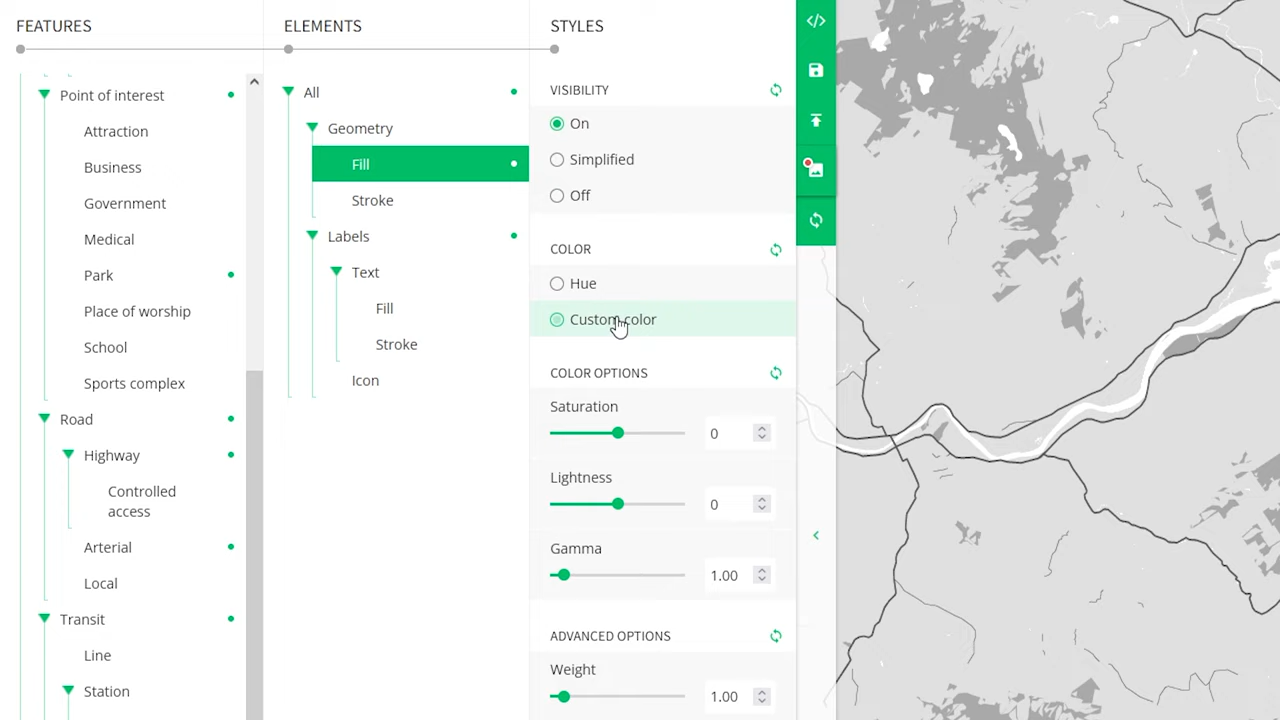 FEATURES
Point of interest
Attraction
Business
Government
Medical
Park
Place of worship
School
Sports complex
Road
Highway
Controlled
access
Arterial
Local
Transit
Line
Station
ELEMENTS
All
Geometry
Fill
Stroke
Labels
Text
Fill
Stroke
Icon
STYLES
VISIBILITY
On
Simplified
Off
COLOR
Hue
Custom color
COLOR OPTIONS
Saturation
0
Lightness
0
Gamma
1.00
ADVANCED OPTIONS
Weight
1.00